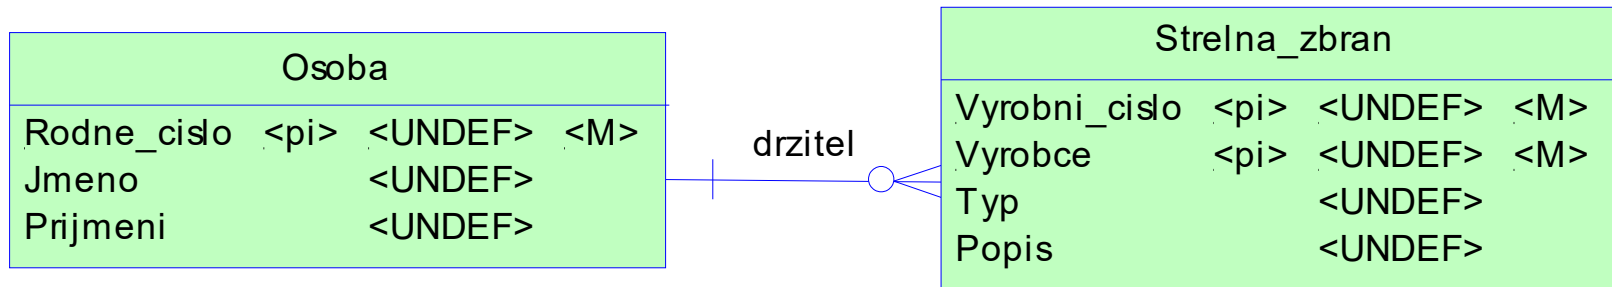 Osoba
Rodne_cislo <pi> <UNDEF> <M>
Jmeno <UNDEF>
Prijmeni <UNDEF>
drzitel
Strelna_zbran
Vyrobni_cislo <pi> <UNDEF> <M>
Vyrobce <pi> <UNDEF> <M>
Typ <UNDEF>
Popis <UNDEF>